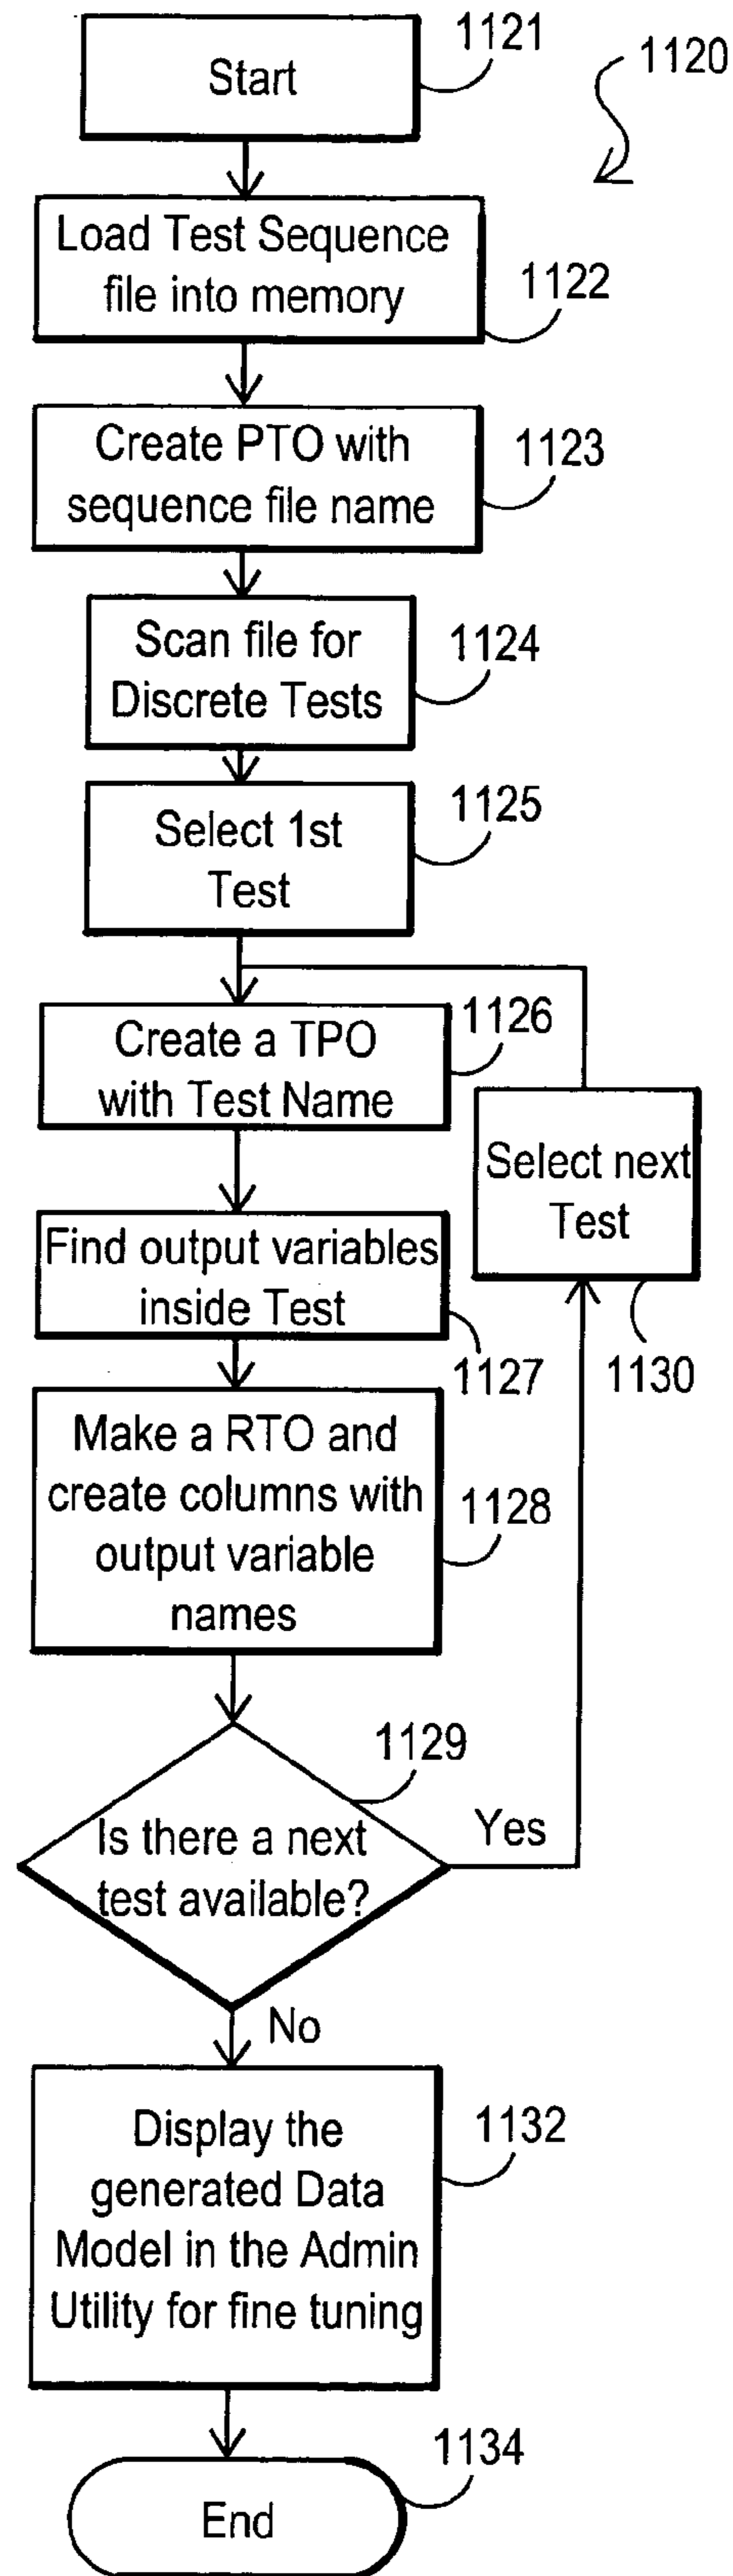 Start
1121
1120
Load Test Sequence
file into memory
1122
Create PTO with
sequence file name
1123
Scan file for
Discrete Tests
1124
Select 1st
Test
1125
Create a TPO
with Test Name
1126
Select next
Test
1130
Find output variables
inside Test
1127
Make a RTO and
create columns with
output variable
names
1128
Is there a next
test available?
1129
Yes
No
Display the
generated Data
Model in the Admin
Utility for fine tuning
1132
End
1134